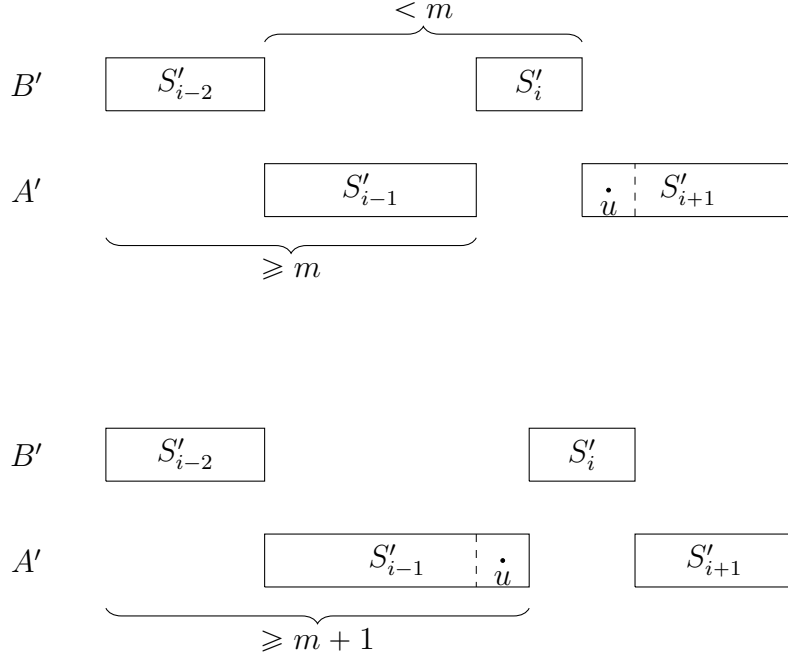 < m
B′ S′_{i−2} S′_i
A′ S′_{i−1} u S′_{i+1}
⩾ m
B′ S′_{i−2} S′_i
A′ S′_{i−1} u S′_{i+1}
⩾ m + 1